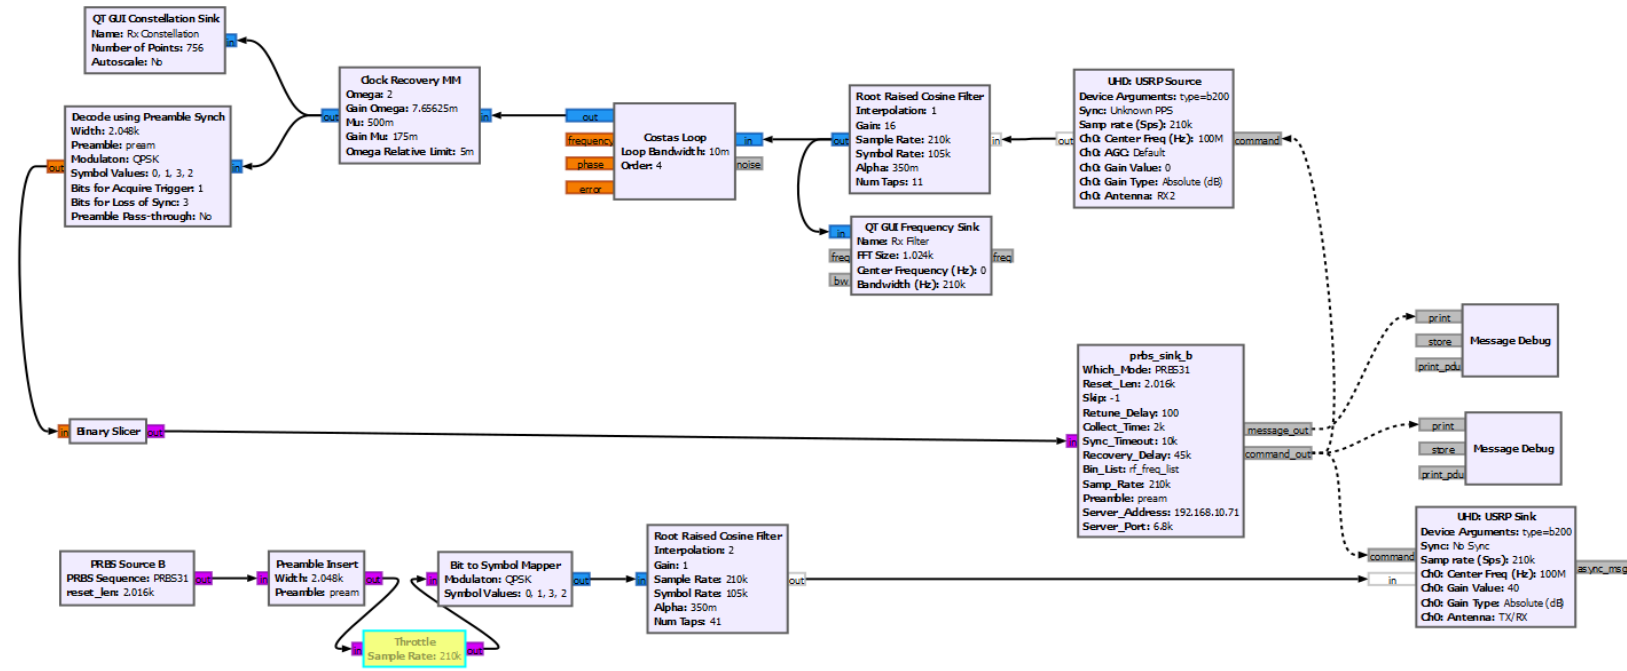 QT GUI Constellation Sink
Name: Rx Constellation
Number of Points: 756
Autoscale: No
in
Decode using Preamble Synch
Width: 2.048k
Preamble: pream
Modulaton: QPSK
Symbol Values: 0, 1, 3, 2
Bits for Acquire Trigger: 1
Bits for Loss of Sync: 3
Preamble Pass-through: No
out
in
Clock Recovery MM
Omega: 2
Gain Omega: 7.65625m
Mu: 500m
Gain Mu: 175m
Omega Relative Limit: 5m
out
in
Costas Loop
Loop Bandwidth: 10m
Order: 4
out
frequency
phase
error
in
noise
Root Raised Cosine Filter
Interpolation: 1
Gain: 16
Sample Rate: 210k
Symbol Rate: 105k
Alpha: 350m
Num Taps: 11
out
in
QT GUI Frequency Sink
Name: Rx Filter
FFT Size: 1.024k
Center Frequency (Hz): 0
Bandwidth (Hz): 210k
in
freq
bw
freq
UHD: USRP Source
Device Arguments: type=b200
Sync: Unknown PPS
Samp rate (Sps): 210k
Ch0: Center Freq (Hz): 100M
Ch0: AGC: Default
Ch0: Gain Value: 0
Ch0: Gain Type: Absolute (dB)
Ch0: Antenna: RX2
out
command
print
store
print_pdu
Message Debug
print
store
print_pdu
Message Debug
in
Binary Slicer
out
prbs_sink_b
Which_Mode: PRBS31
Reset_Len: 2.016k
Skip: -1
Retune_Delay: 100
Collect_Time: 2k
Sync_Timeout: 10k
Recovery_Delay: 45k
Bin_List: rf_freq_list
Samp_Rate: 210k
Preamble: pream
Server_Address: 192.168.10.71
Server_Port: 6.8k
in
message_out
command_out
UHD: USRP Sink
Device Arguments: type=b200
Sync: No Sync
Samp rate (Sps): 210k
Ch0: Center Freq (Hz): 100M
Ch0: Gain Value: 40
Ch0: Gain Type: Absolute (dB)
Ch0: Antenna: TX/RX
command
in
async_msg
PRBS Source B
PRBS Sequence: PRBS31
reset_len: 2.016k
out
Preamble Insert
Width: 2.048k
Preamble: pream
in
out
Throttle
Sample Rate: 210k
in
out
Bit to Symbol Mapper
Modulaton: QPSK
Symbol Values: 0, 1, 3, 2
in
out
Root Raised Cosine Filter
Interpolation: 2
Gain: 1
Sample Rate: 210k
Symbol Rate: 105k
Alpha: 350m
Num Taps: 41
in
out